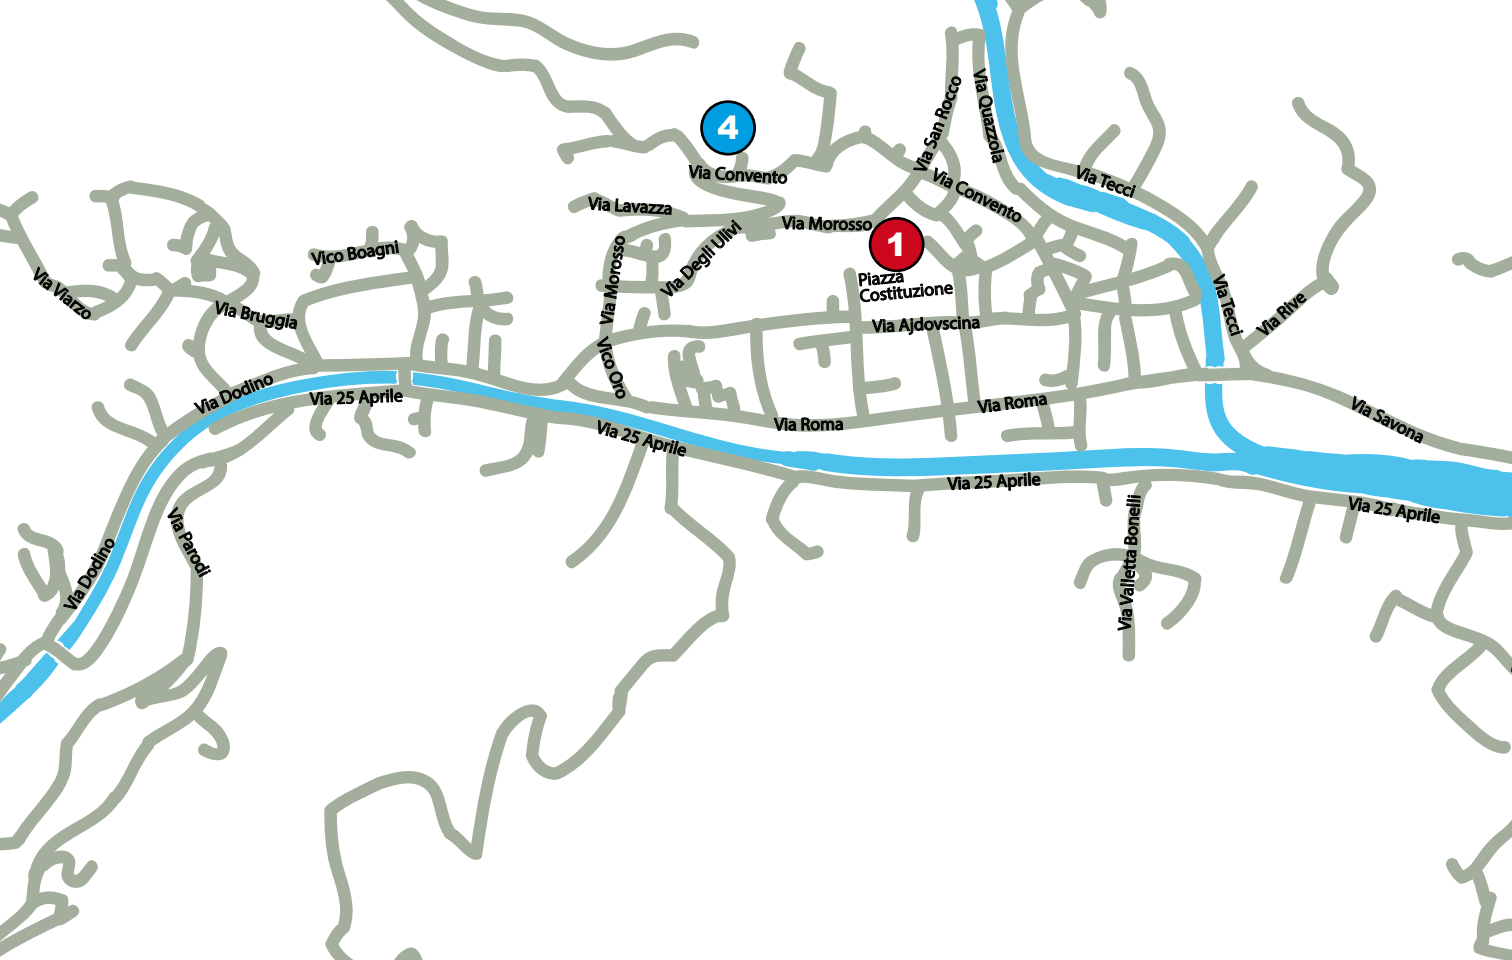 Via San Rocco
Via Quazzola
4
Via Convento
Via Convento
Via Tecci
Via Lavazza
Via Morosso
1
Via Degli Ulivi
Vico Boagni
Via Morosso
Piazza
Costituzione
Via Viarzo
Via Bruggia
Via Ajdovscina
Via Tecci
Via Rive
Vico Oro
Via Dodino
Via 25 Aprile
Via Roma
Via Roma
Via Savona
Via 25 Aprile
Via 25 Aprile
Via 25 Aprile
Via Parodi
Via Dodino
Via Valletta Bonelli